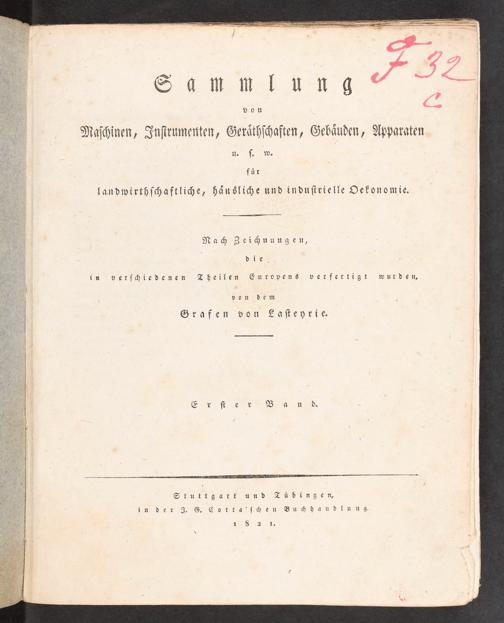 F 32
c
Sammlung
von
Maschinen, Instrumenten, Geräthschaften, Gebäuden, Apparaten
u. s. w.
für
landwirthschaftliche, häusliche und industrielle Oekonomie.
Nach Zeichnungen,
die
in verschiedenen Theilen Europens verfertigt wurden,
von dem
Grafen von Lasteyrie.
Erster Band.
Stuttgart und Tübingen,
in der J. G. Cotta'schen Buchhandlung
1821.